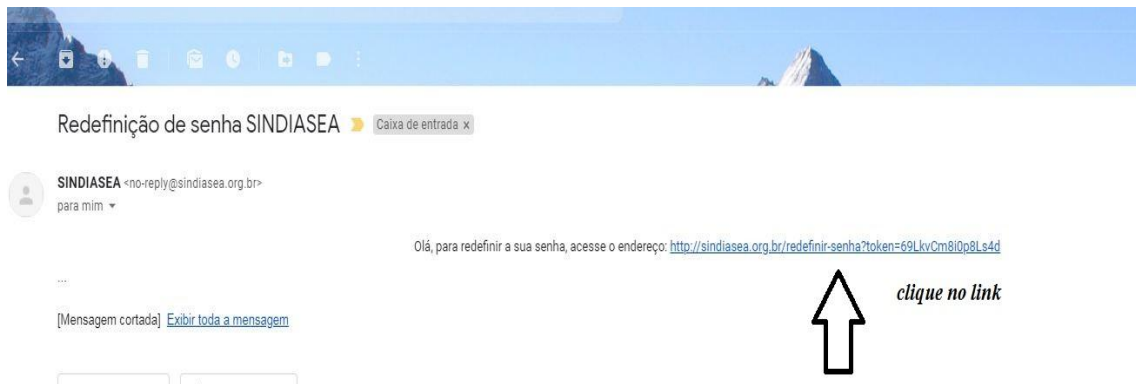 Redefinição de senha SINDIASEA Caixa de entrada x
SINDIASEA <no-reply@sindiasea.org.br>
para mim
Olá, para redefinir a sua senha, acesse o endereço: http://sindiasea.org.br/redefinir-senha?token=69LkvCm8i0p8Ls4d
clique no link
...
[Mensagem cortada] Exibir toda a mensagem